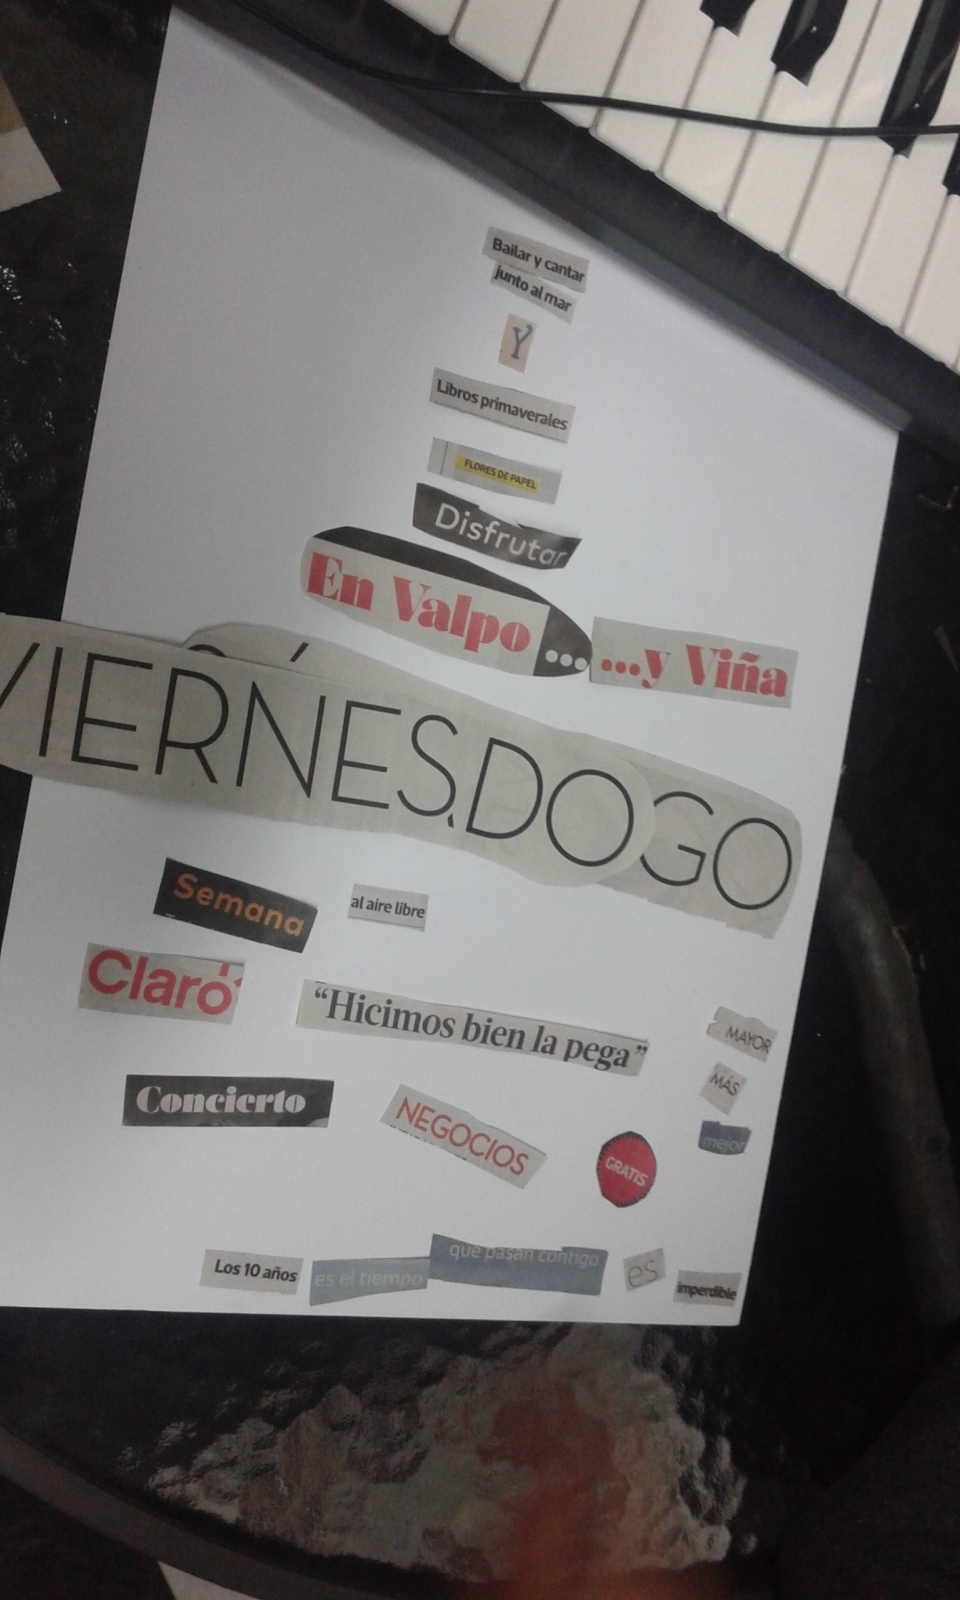 Bailar y cantar
junto al mar
Y
Libros primaverales
FLORES DE PAPEL
Disfrutar
En Valpo... ...y Viña
VIERNES.DOGO
Semana al aire libre
Claro
"Hicimos bien la pega"
MAYOR
MÁS
mejor
Concierto NEGOCIOS GRATIS
Los 10 años es el tiempo que pasan contigo es imperdible